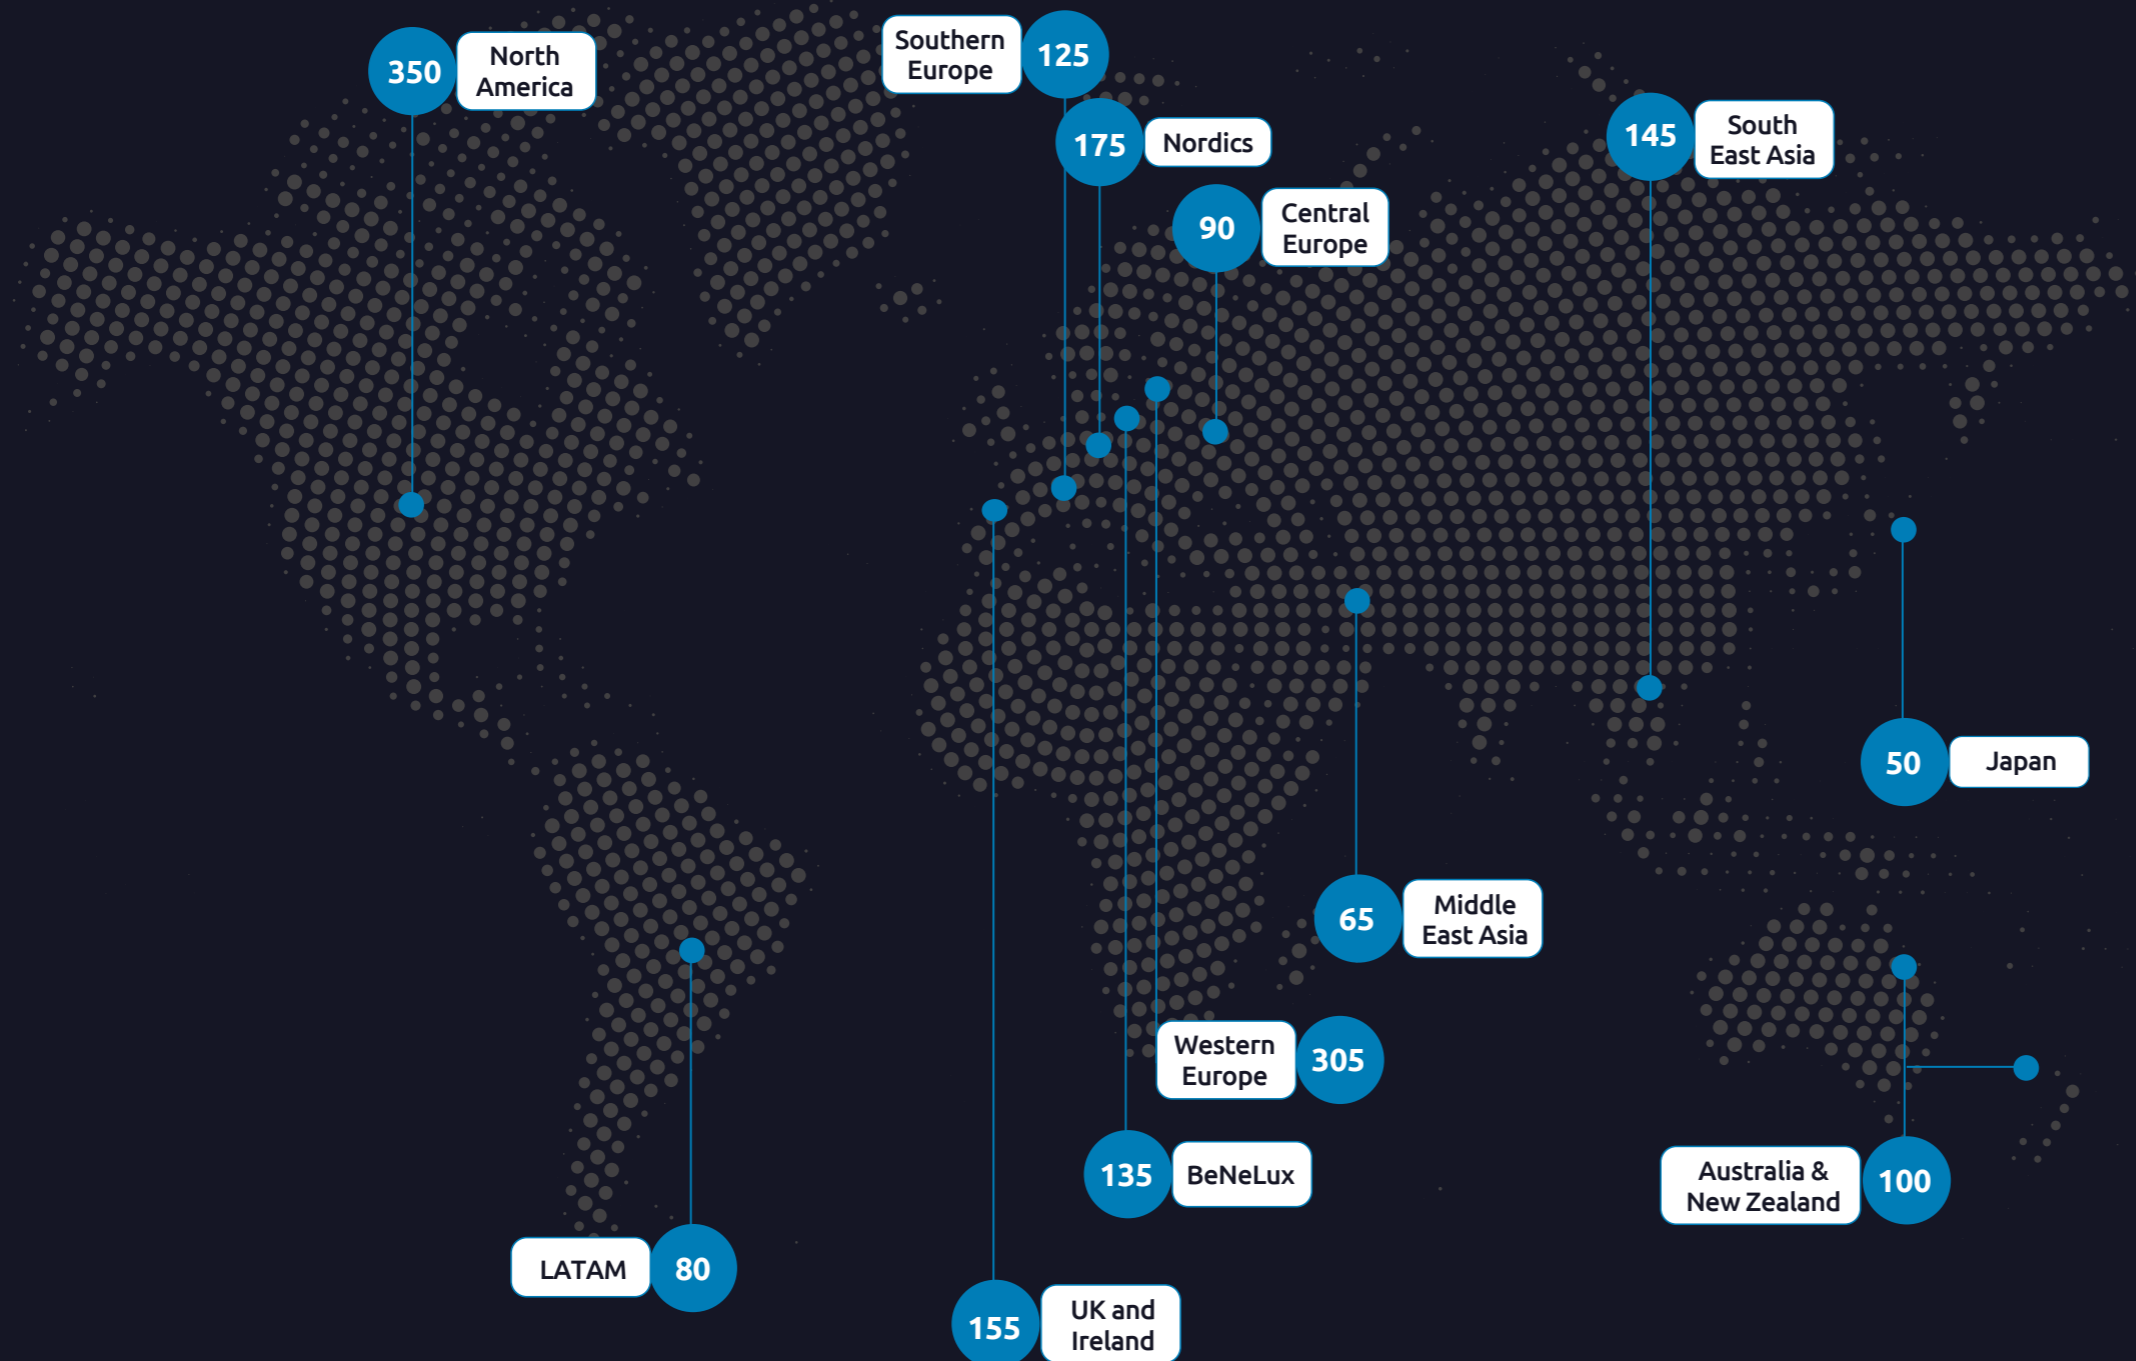 350
North
America
Southern
Europe
125
175
Nordics
90
Central
Europe
145
South
East Asia
50
Japan
65
Middle
East Asia
Western
Europe
305
135
BeNeLux
Australia &
New Zealand
100
LATAM
80
155
UK and
Ireland